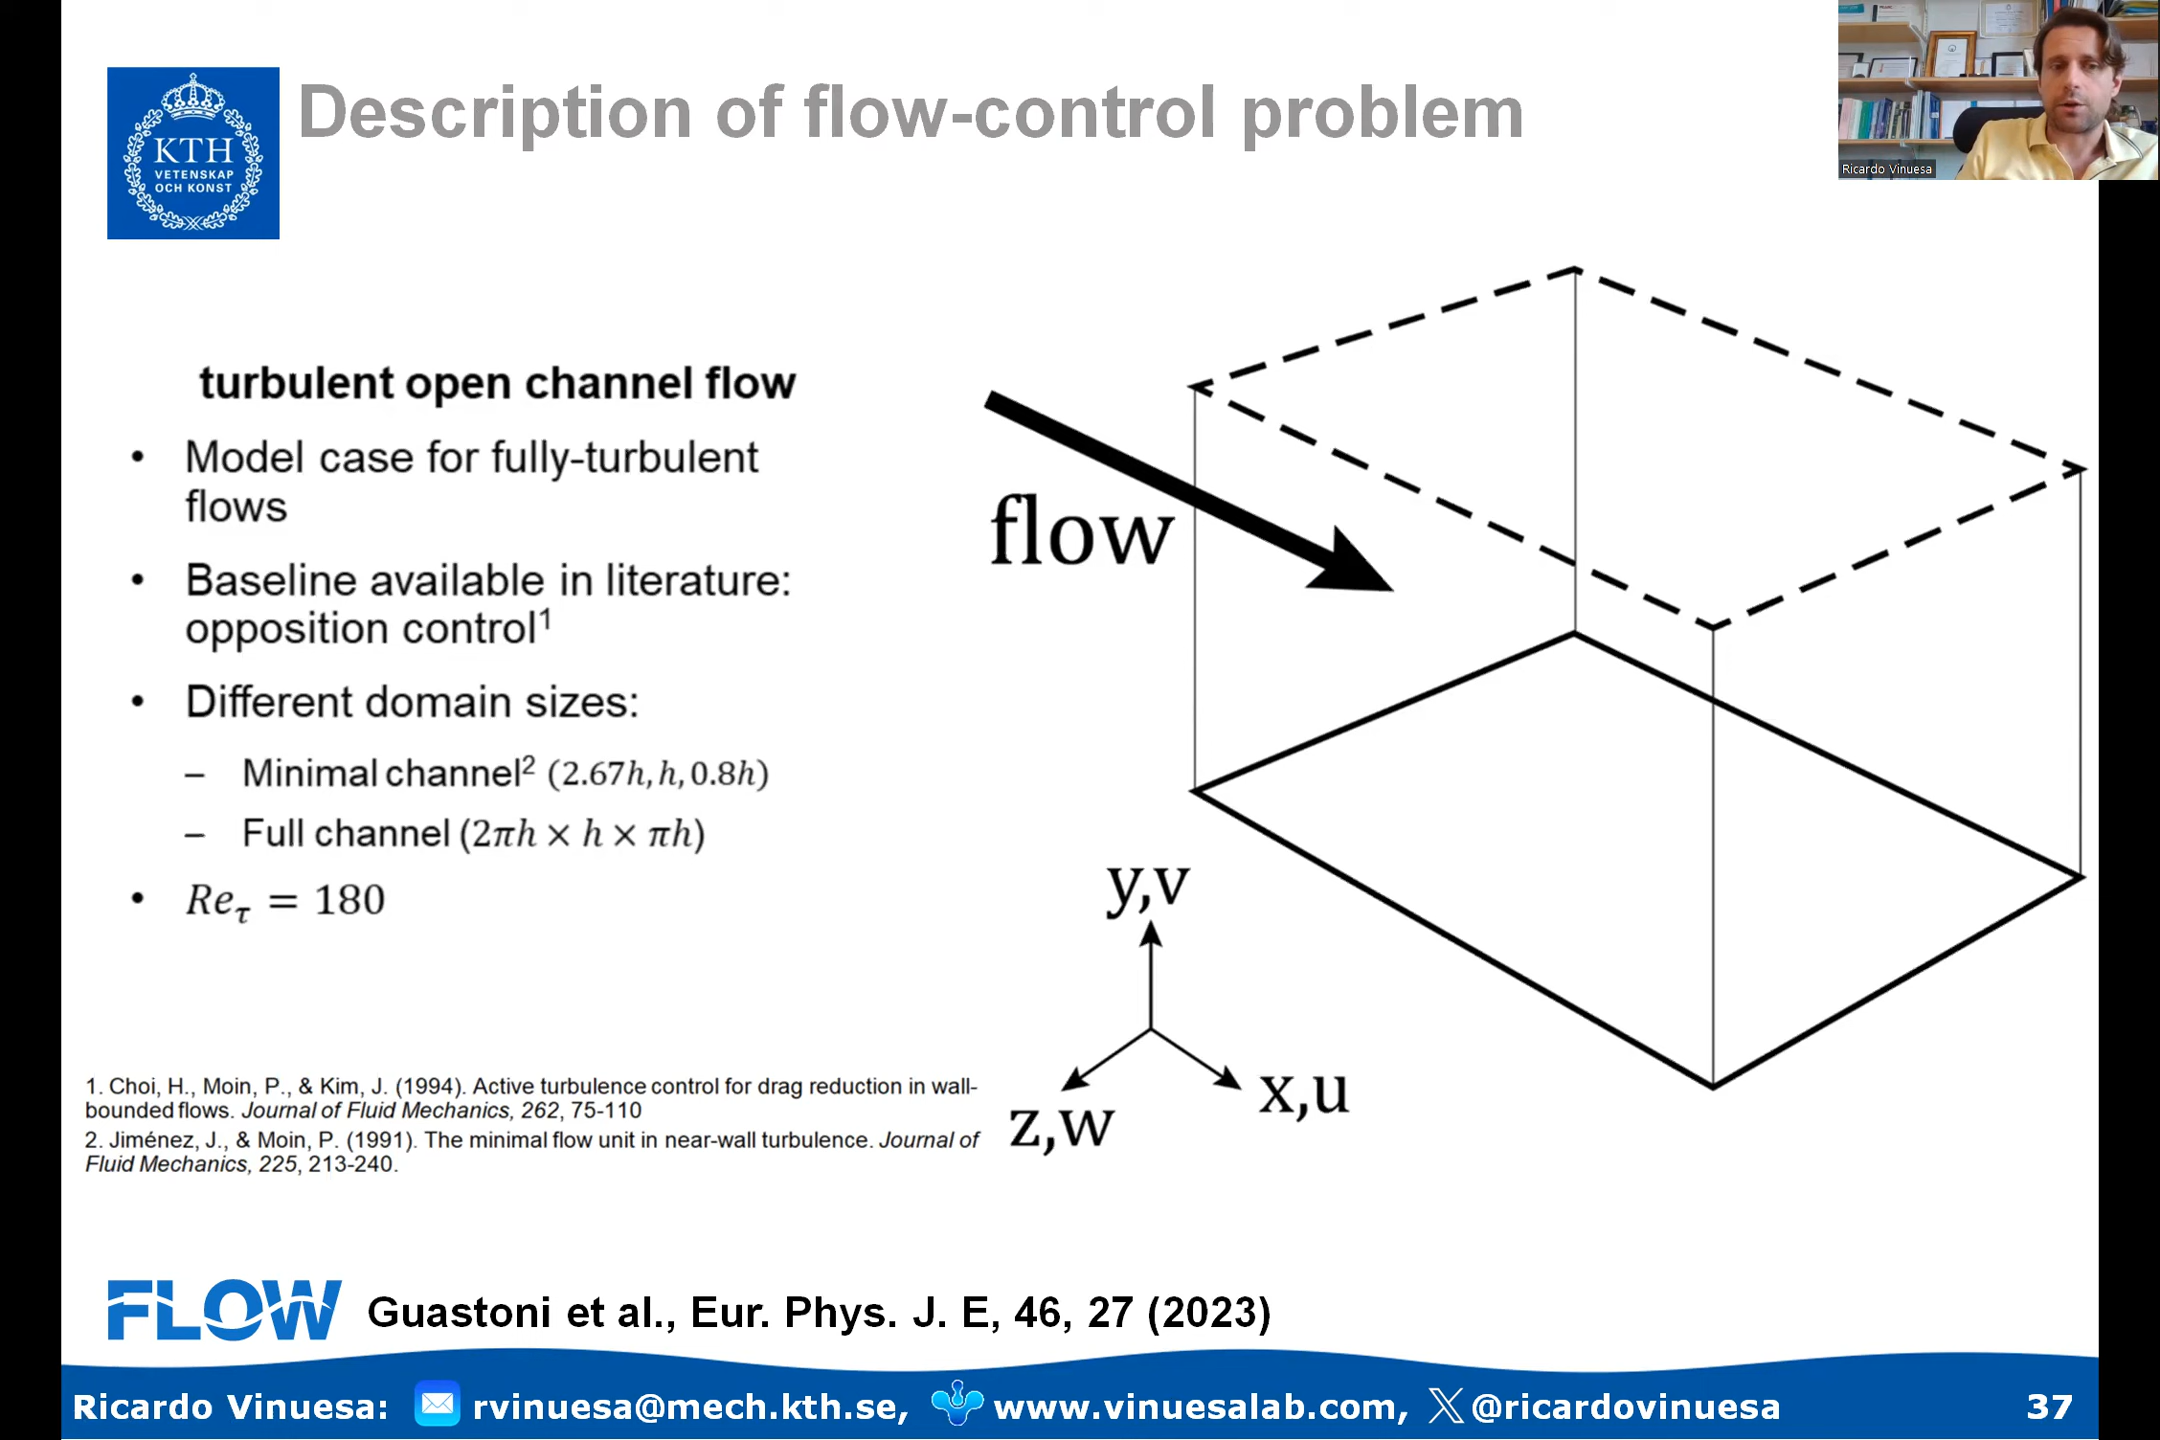 Description of flow-control problem
KTH
VETENSKAP
OCH KONST
Ricardo Vinuesa
turbulent open channel flow
• Model case for fully-turbulent
flows
• Baseline available in literature:
opposition control¹
• Different domain sizes:
– Minimal channel² (2.67h, h, 0.8h)
– Full channel (2πh × h × πh)
• Re_τ = 180
flow
y,v
x,u
z,w
1. Choi, H., Moin, P., & Kim, J. (1994). Active turbulence control for drag reduction in wall-
bounded flows. Journal of Fluid Mechanics, 262, 75-110
2. Jiménez, J., & Moin, P. (1991). The minimal flow unit in near-wall turbulence. Journal of
Fluid Mechanics, 225, 213-240.
FLOW
Guastoni et al., Eur. Phys. J. E, 46, 27 (2023)
Ricardo Vinuesa: rvinuesa@mech.kth.se, www.vinuesalab.com, @ricardovinuesa 37